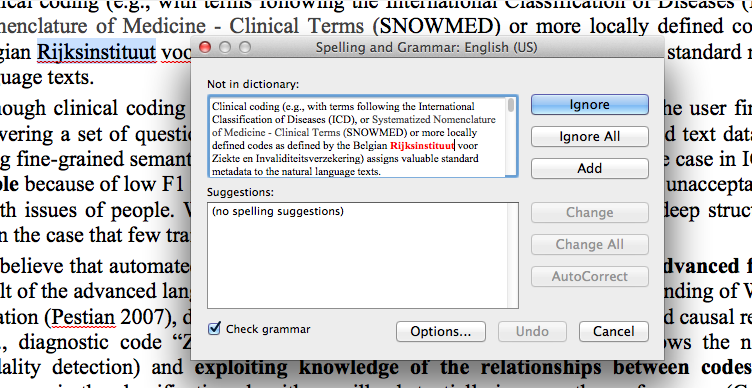 clinical coding (e.g., with terms following the International Classification of Diseases
of Medicine - Clinical Terms (SNOWMED) or more locally defined co
gian Rijksinstituut voo
standard
uage texts.
ough clinical coding
he user fin
vering a set of questio
d text data
g fine-grained semant
e case in I
ple because of low F1
unaccepta
th issues of people. W
deep struc
n the case that few tra
believe that automate
dvanced f
lt of the advanced lan
nding of W
ation (Pestian 2007), d
d causal re
., diagnostic code “Z
ows the n
dality detection) and exploiting knowledge of the relationships between codes
Spelling and Grammar: English (US)
Not in dictionary:
Clinical coding (e.g., with terms following the International
Classification of Diseases (ICD), or Systematized Nomenclature
of Medicine - Clinical Terms (SNOWMED) or more locally
defined codes as defined by the Belgian Rijksinstituut voor
Ziekte en Invaliditeitsverzekering) assigns valuable standard
metadata to the natural language texts.
Ignore
Ignore All
Add
Suggestions:
(no spelling suggestions)
Change
Change All
AutoCorrect
Check grammar
Options...
Undo
Cancel